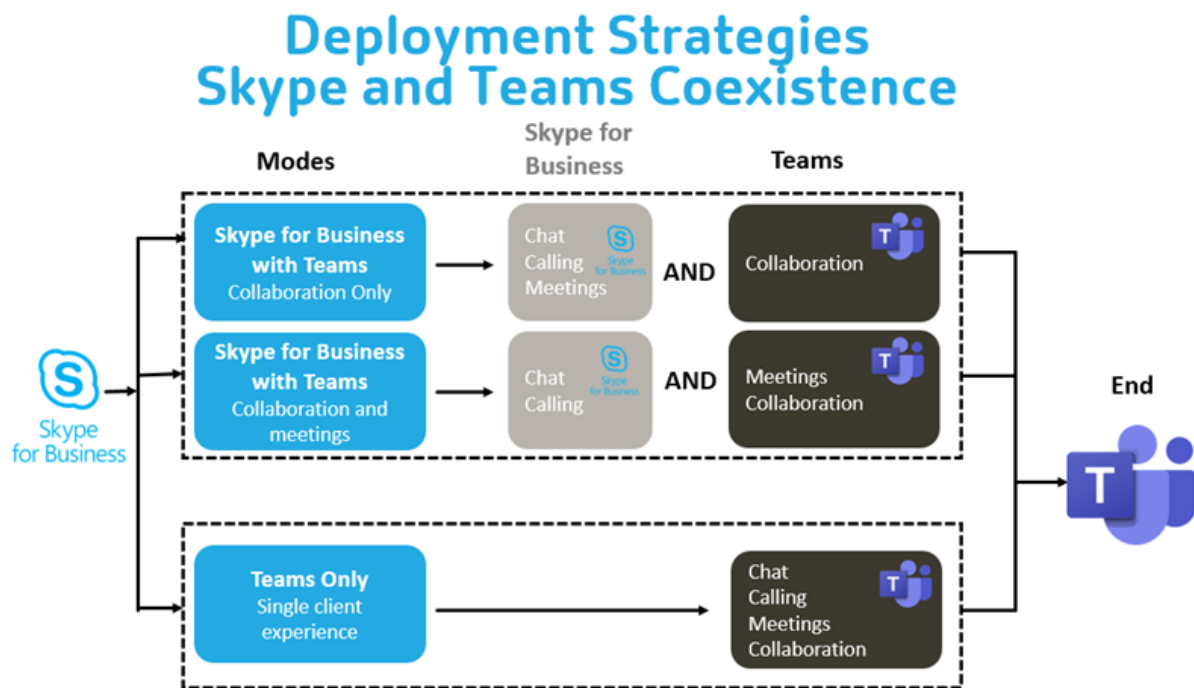 Deployment Strategies
Skype and Teams Coexistence
Modes
Skype for
Business
Teams
Skype for Business
with Teams
Collaboration Only
Chat
Calling
Meetings
S
Skype
for Business
AND
Collaboration
T
Skype for Business
with Teams
Collaboration and
meetings
Chat
Calling
S
Skype
for Business
AND
Meetings
Collaboration
T
S
Skype
for Business
End
T
Teams Only
Single client
experience
Chat
Calling
Meetings
Collaboration
T